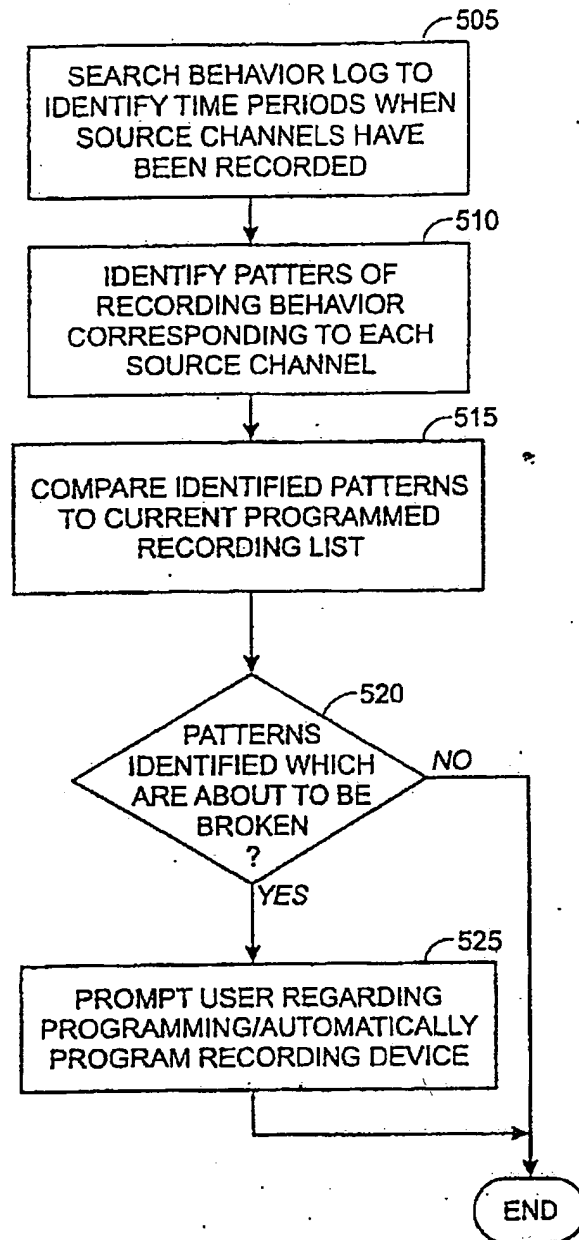 505
SEARCH BEHAVIOR LOG TO
IDENTIFY TIME PERIODS WHEN
SOURCE CHANNELS HAVE
BEEN RECORDED
510
IDENTIFY PATTERS OF
RECORDING BEHAVIOR
CORRESPONDING TO EACH
SOURCE CHANNEL
515
COMPARE IDENTIFIED PATTERNS
TO CURRENT PROGRAMMED
RECORDING LIST
520
PATTERNS
IDENTIFIED WHICH
ARE ABOUT TO BE
BROKEN
?
NO
YES
525
PROMPT USER REGARDING
PROGRAMMING/AUTOMATICALLY
PROGRAM RECORDING DEVICE
END